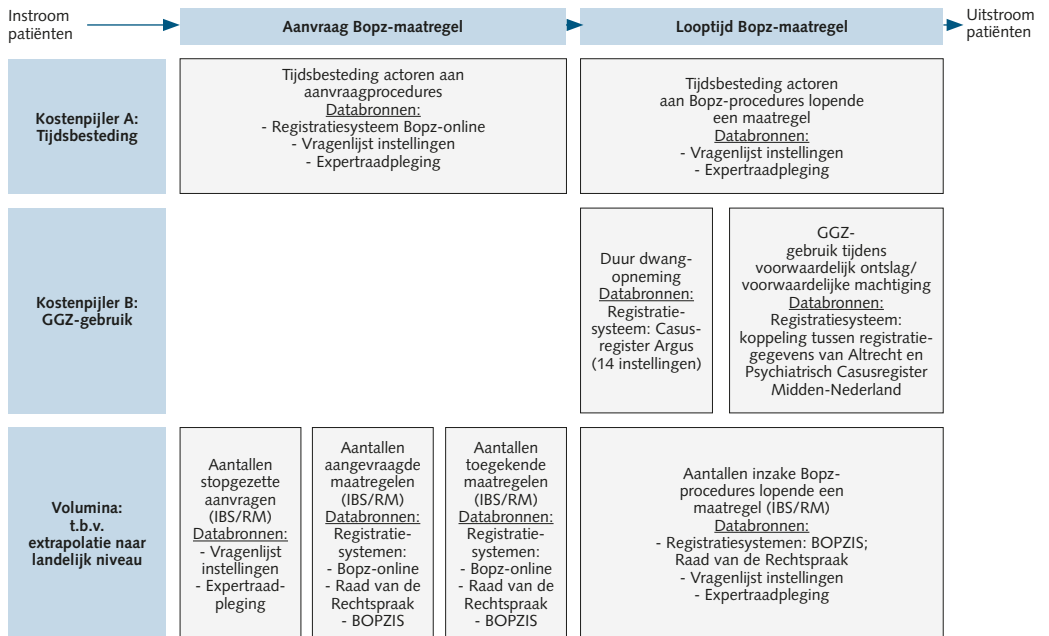 Instroom
patiënten
Aanvraag Bopz-maatregel
Looptijd Bopz-maatregel
Uitstroom
patiënten
Kostenpijler A:
Tijdsbesteding
Tijdsbesteding actoren aan
aanvraagprocedures
Databronnen:
- Registratiesysteem Bopz-online
- Vragenlijst instellingen
- Expertraadpleging
Tijdsbesteding actoren
aan Bopz-procedures lopende
een maatregel
Databronnen:
- Vragenlijst instellingen
- Expertraadpleging
Kostenpijler B:
GGZ-gebruik
Duur dwang-
opneming
Databronnen:
Registratie-
systeem: Casus-
register Argus
(14 instellingen)
GGZ-
gebruik tijdens
voorwaardelijk ontslag/
voorwaardelijke machtiging
Databronnen:
Registratiesysteem:
koppeling tussen registratie-
gegevens van Altrecht en
Psychiatrisch Casusregister
Midden-Nederland
Volumina:
t.b.v.
extrapolatie naar
landelijk niveau
Aantallen
stopgezette
aanvragen
(IBS/RM)
Databronnen:
- Vragenlijst
instellingen
- Expertraad-
pleging
Aantallen
aangevraagde
maatregelen
(IBS/RM)
Databronnen:
Registratie-
systemen:
- Bopz-online
- Raad van de
Rechtspraak
- BOPZIS
Aantallen
toegekende
maatregelen
(IBS/RM)
Databronnen:
Registratie-
systemen:
- Bopz-online
- Raad van de
Rechtspraak
- BOPZIS
Aantallen inzake Bopz-
procedures lopende een
maatregel (IBS/RM)
Databronnen:
- Registratiesystemen: BOPZIS;
Raad van de Rechtspraak
- Vragenlijst instellingen
- Expertraadpleging